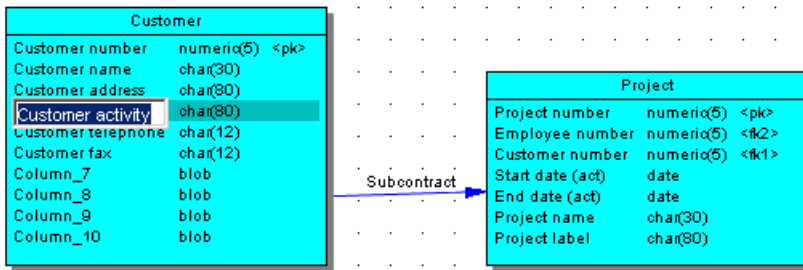 Customer
Customer number numeric(5) <pk>
Customer name char(30)
Customer address char(80)
Customer activity char(80)
Customer telephone char(12)
Customer fax char(12)
Column_7 blob
Column_8 blob
Column_9 blob
Column_10 blob
Subcontract
Project
Project number numeric(5) <pk>
Employee number numeric(5) <fk2>
Customer number numeric(5) <fk1>
Start date (act) date
End date (act) date
Project name char(30)
Project label char(80)